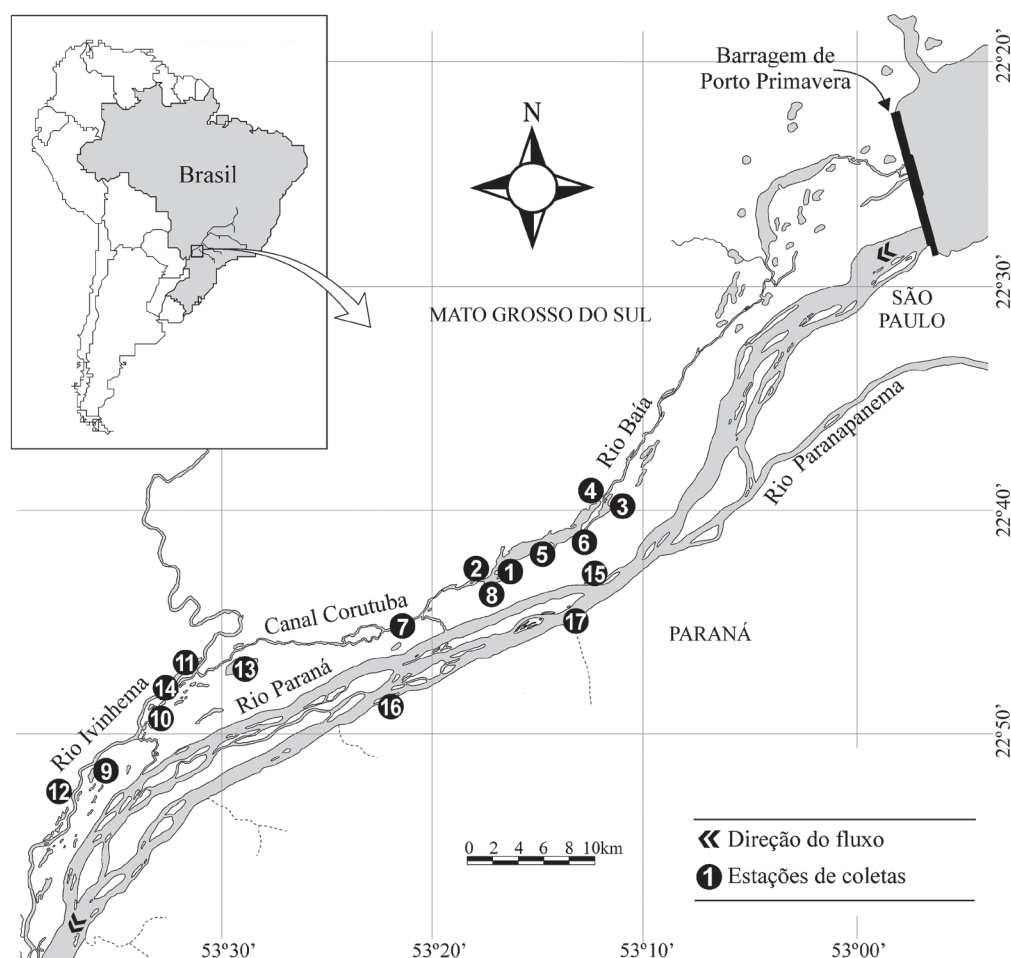 Brasil
N
Barragem de
Porto Primavera
22°20'
22°30'
22°40'
22°50'
MATO GROSSO DO SUL
SÃO
PAULO
Rio Baía
Rio Paranapanema
PARANÁ
Canal Corutuba
Rio Paraná
Rio Ivinhema
4
3
6
5
2
1
8
15
17
7
11
13
14
10
16
9
12
0 2 4 6 8 10km
Direção do fluxo
1 Estações de coletas
53°30' 53°20' 53°10' 53°00'